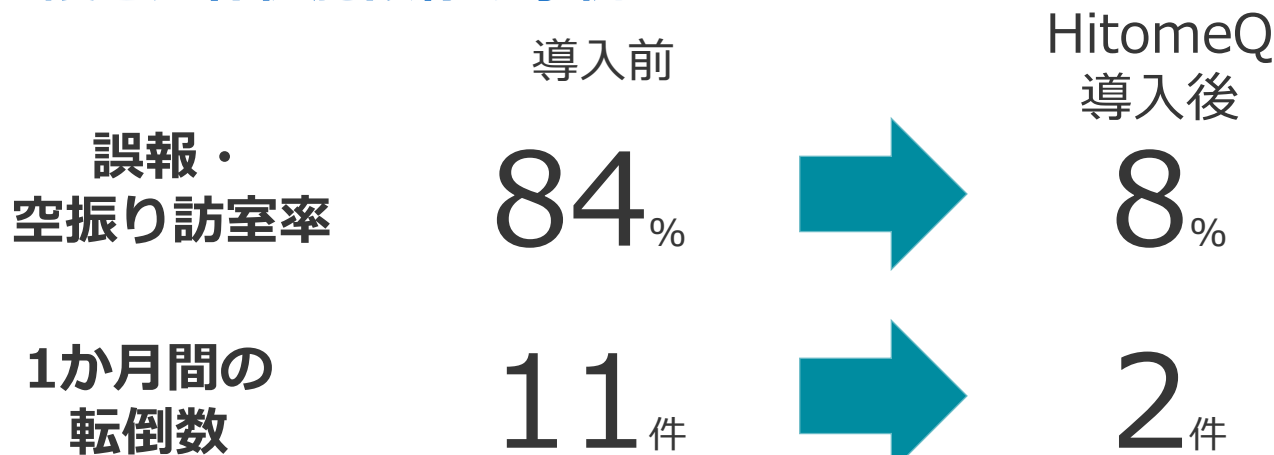 導入前
HitomeQ
導入後
誤報・
空振り訪室率
84%
8%
1か月間の
転倒数
11件
2件